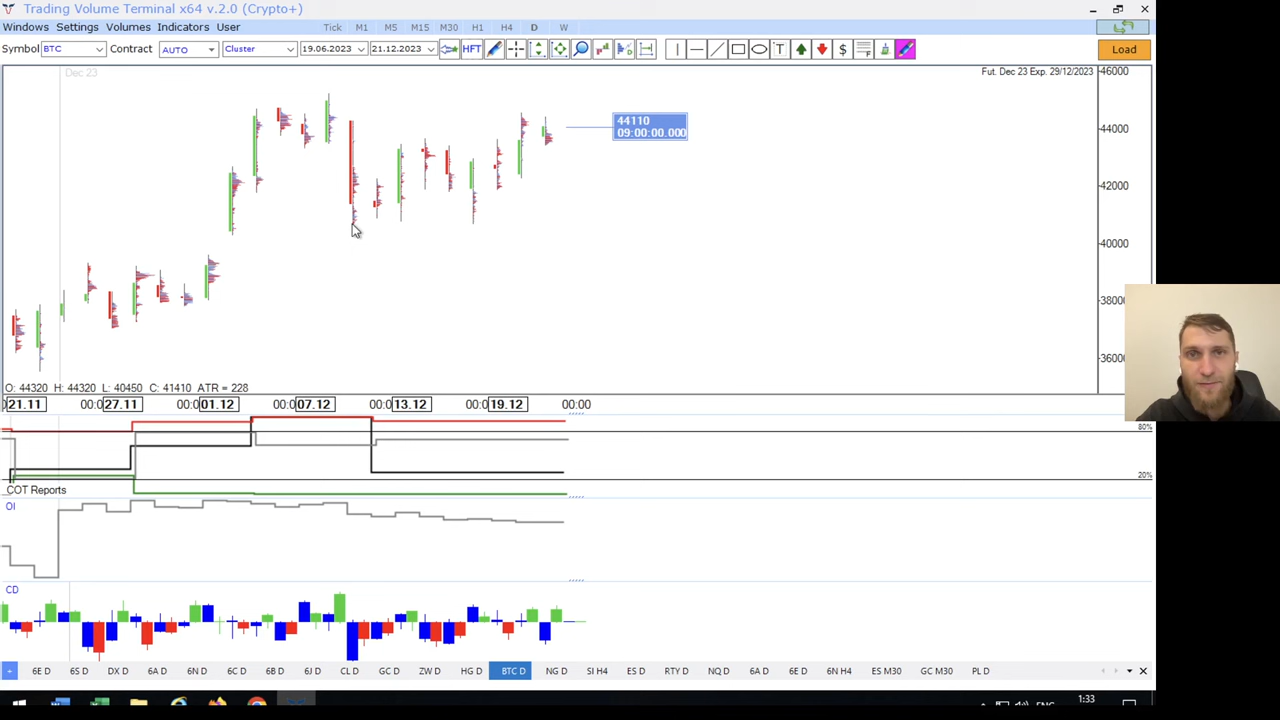 Trading Volume Terminal x64 v.2.0 (Crypto+)
Windows Settings Volumes Indicators User Tick M1 M5 M15 M30 H1 H4 D W
Symbol BTC Contract AUTO Cluster 19.06.2023 21.12.2023 HFT T $ Load
Dec 23
Fut. Dec 23 Exp. 29/12/2023
46000
44110
09:00:00.000
44000
42000
40000
38000
36000
O: 44320 H: 44320 L: 40450 C: 41410 ATR = 228
21.11 00:0 27.11 00:0 01.12 00:0 07.12 00:0 13.12 00:0 19.12 00:00
80%
20%
COT Reports
OI
CD
+ 6E D 6S D DX D 6A D 6N D 6C D 6B D 6J D CL D GC D ZW D HG D BTC D NG D SI H4 ES D RTY D NQ D 6A D 6E D 6N H4 ES M30 GC M30 PL D
ENG 1:33